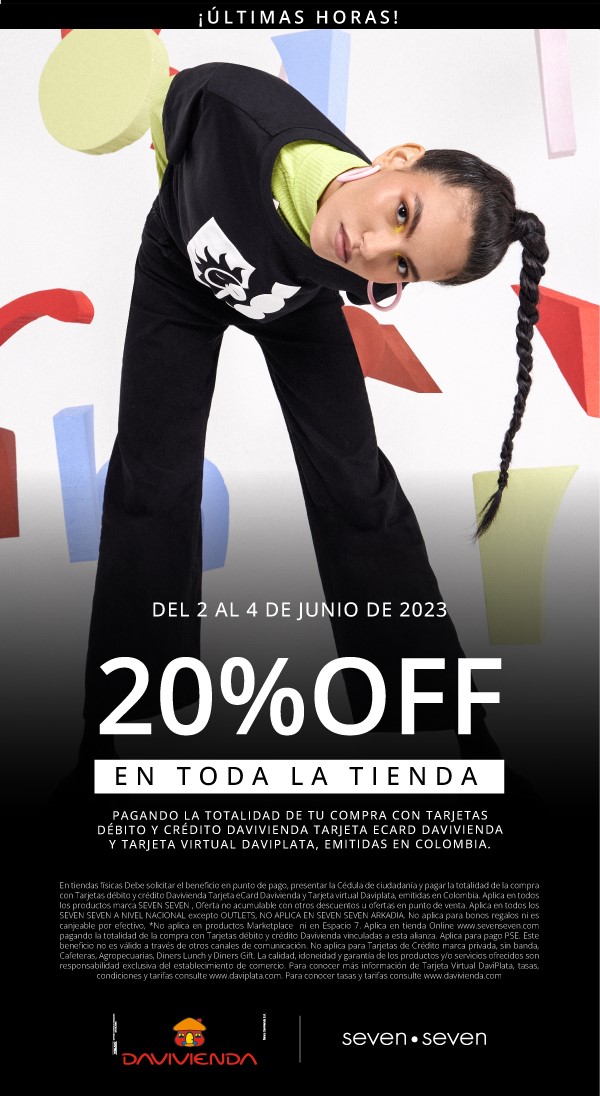 ¡ÚLTIMAS HORAS!
DEL 2 AL 4 DE JUNIO DE 2023
20%OFF
EN TODA LA TIENDA
PAGANDO LA TOTALIDAD DE TU COMPRA CON TARJETAS
DÉBITO Y CRÉDITO DAVIVIENDA TARJETA ECARD DAVIVIENDA
Y TARJETA VIRTUAL DAVIPLATA, EMITIDAS EN COLOMBIA.
En tiendas físicas Debe solicitar el beneficio en punto de pago, presentar la Cédula de ciudadanía y pagar la totalidad de la compra
con Tarjetas débito y crédito Davivienda Tarjeta eCard Davivienda y Tarjeta virtual Daviplata, emitidas en Colombia. Aplica en todos
los productos marca SEVEN SEVEN , Oferta no acumulable con otros descuentos u ofertas en punto de venta, Aplica en todos los
SEVEN SEVEN A NIVEL NACIONAL excepto OUTLETS, NO APLICA EN SEVEN SEVEN ARKADIA. No aplica para bonos regalos ni es
canjeable por efectivo, *No aplica en productos Marketplace ni en Espacio 7. Aplica en tienda Online www.sevenseven.com
pagando la totalidad de la compra con Tarjetas débito y crédito Davivienda vinculadas a esta alianza. Aplica para pago PSE. Este
beneficio no es válido a través de otros canales de comunicación. No aplica para Tarjetas de Crédito marca privada, sin banda,
Cafeteras, Agropecuarias, Diners Lunch y Diners Gift. La calidad, idoneidad y garantía de los productos y/o servicios ofrecidos son
responsabilidad exclusiva del establecimiento de comercio. Para conocer más información de Tarjeta Virtual DaviPlata, tasas,
condiciones y tarifas consulte www.daviplata.com. Para conocer tasas y tarifas consulte www.davivienda.com
DAVIVIENDA
seven•seven